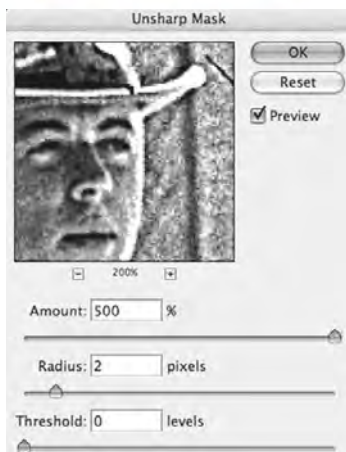 Unsharp Mask
OK
Reset
Preview
- 200% +
Amount: 500 %
Radius: 2 pixels
Threshold: 0 levels